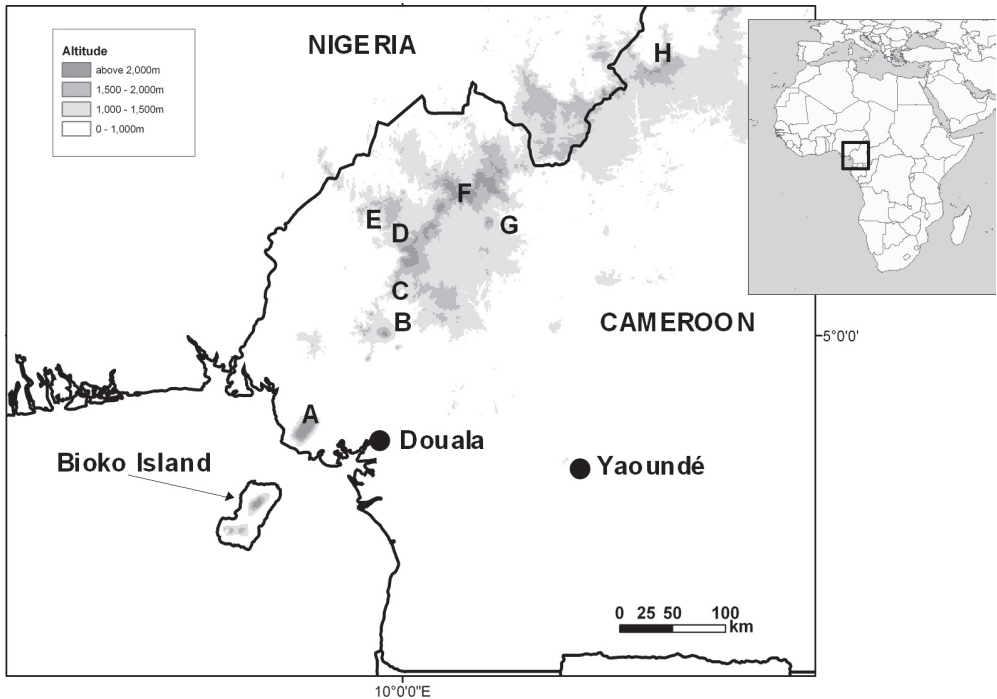 NIGERIA
Altitude
above 2,000m
1,500 - 2,000m
1,000 - 1,500m
0 - 1,000m
H
F
E
D
G
C
B
CAMEROON
5°0'0'
A
Douala
Bioko Island
Yaoundé
0 25 50 100
km
10°0'0"E